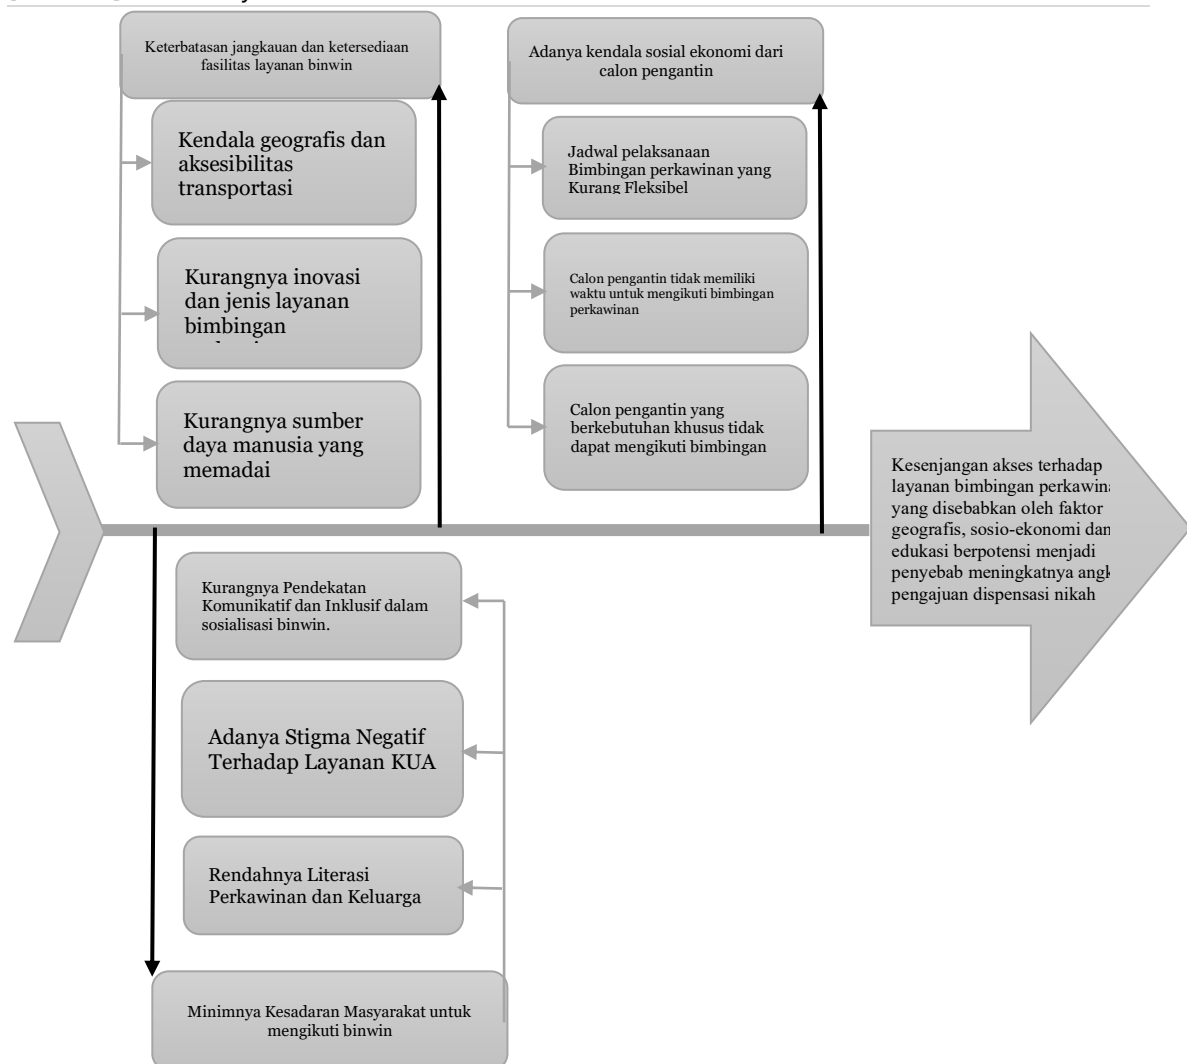 Keterbatasan jangkauan dan ketersediaan
fasilitas layanan binwin
Kendala geografis dan
aksesibilitas
transportasi
Kurangnya inovasi
dan jenis layanan
bimbingan
Kurangnya sumber
daya manusia yang
memadai
Adanya kendala sosial ekonomi dari
calon pengantin
Jadwal pelaksanaan
Bimbingan perkawinan yang
Kurang Fleksibel
Calon pengantin tidak memiliki
waktu untuk mengikuti bimbingan
perkawinan
Calon pengantin yang
berkebutuhan khusus tidak
dapat mengikuti bimbingan
Kesenjangan akses terhadap
layanan bimbingan
yang disebabkan oleh faktor
geografis, sosio-ekonomi dan
edukasi berpotensi menjadi
penyebab meningkatnya
pengajuan dispensasi nikah
Kurangnya Pendekatan
Komunikatif dan Inklusif dalam
sosialisasi binwin.
Adanya Stigma Negatif
Terhadap Layanan KUA
Rendahnya Literasi
Perkawinan dan Keluarga
Minimnya Kesadaran Masyarakat untuk
mengikuti binwin